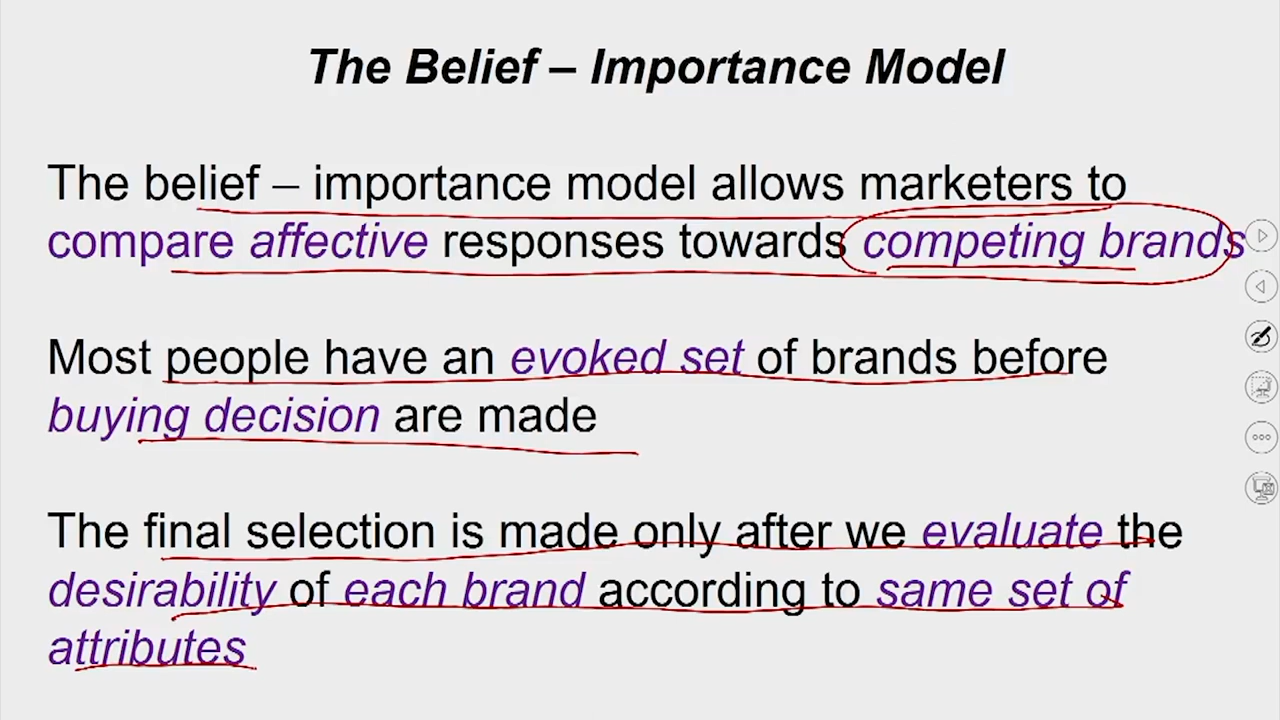 The Belief – Importance Model
The belief – importance model allows marketers to
compare affective responses towards competing brands
Most people have an evoked set of brands before
buying decision are made
The final selection is made only after we evaluate the
desirability of each brand according to same set of
attributes